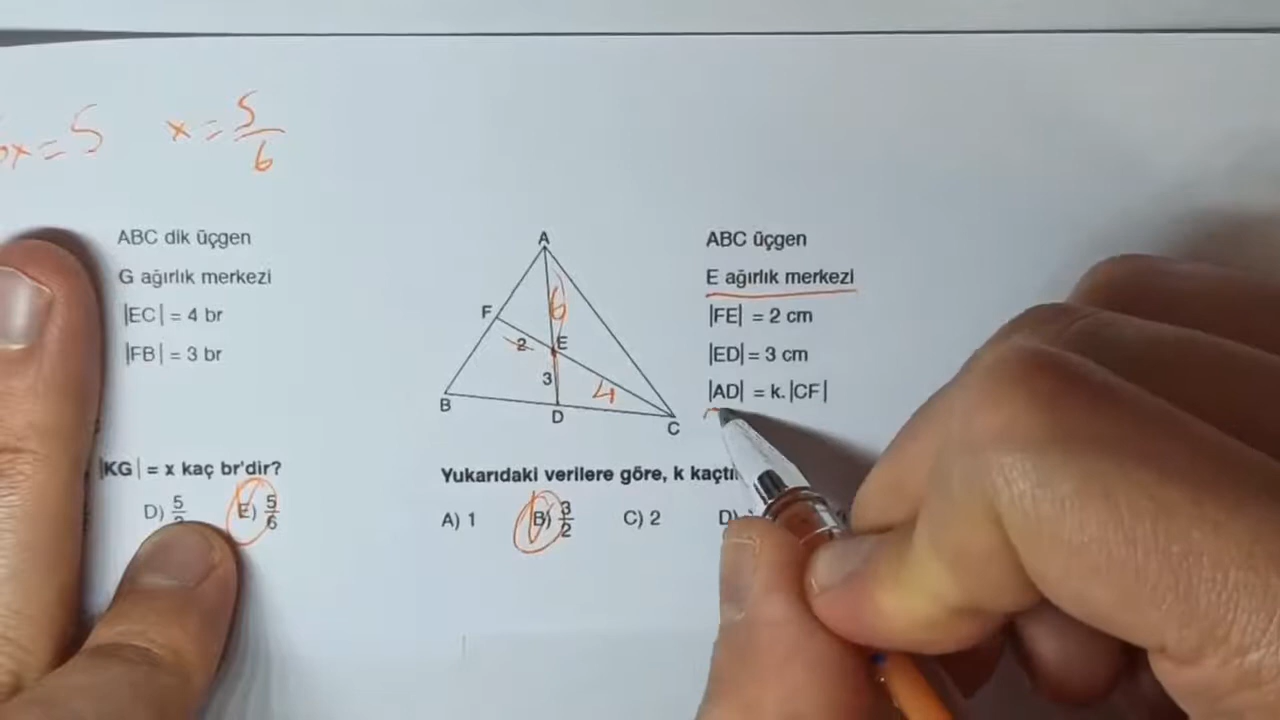 x = 5/6
x = 5
ABC dik üçgen
G ağırlık merkezi
|EC| = 4 br
|FB| = 3 br
|KG| = x kaç br'dir?
E) 5/6
A
F
6
2
E
3
4
B
D
C
ABC üçgen
E ağırlık merkezi
|FE| = 2 cm
|ED| = 3 cm
|AD| = k. |CF|
Yukarıdaki verilere göre, k
A) 1 B) 3/2 C) 2 D)